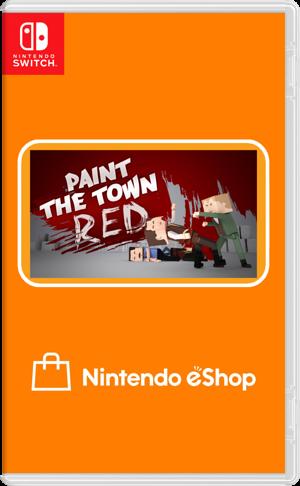 NINTENDO
SWITCH
PAINT
THE TOWN
RED
Nintendo eShop